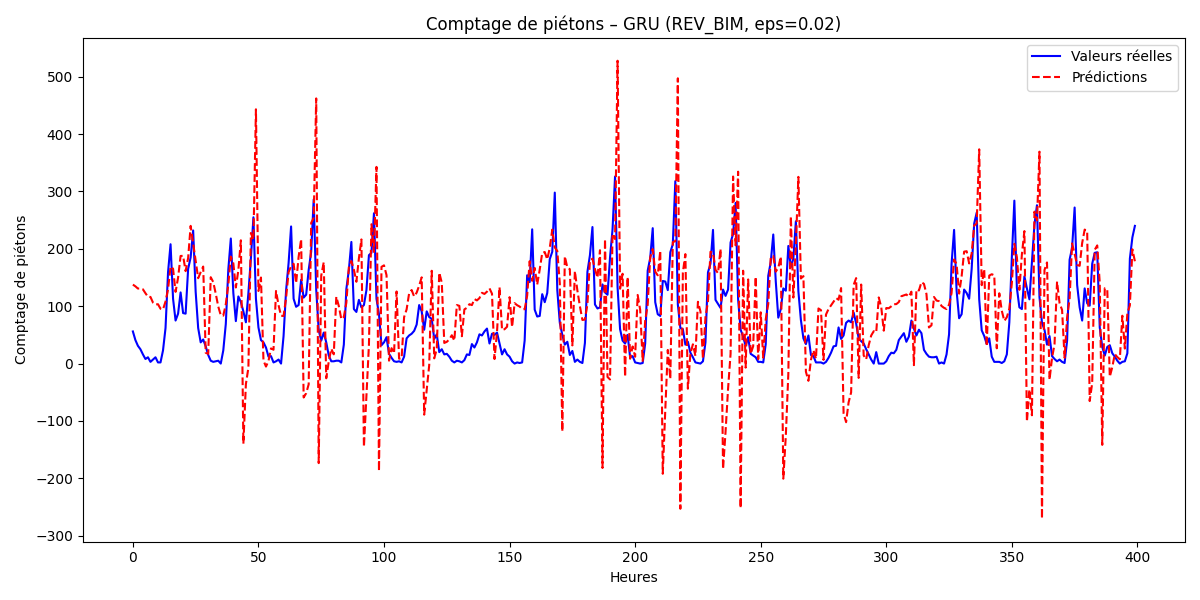 Comptage de piétons – GRU (REV_BIM, eps=0.02)
Valeurs réelles
Prédictions
Comptage de piétons
500
400
300
200
100
0
−100
−200
−300
0 50 100 150 200 250 300 350 400
Heures